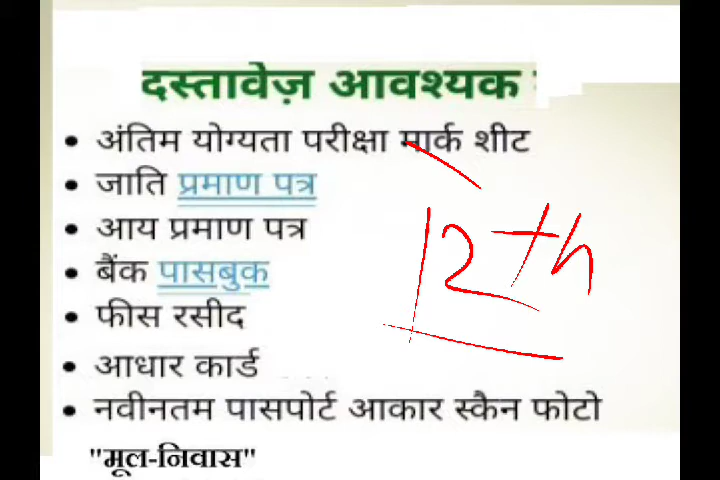 दस्तावेज़ आवश्यक
• अंतिम योग्यता परीक्षा मार्क शीट
• जाति प्रमाण पत्र
• आय प्रमाण पत्र
12th
• बैंक पासबुक
• फीस रसीद
• आधार कार्ड
• नवीनतम पासपोर्ट आकार स्कैन फोटो
"मूल-निवास"